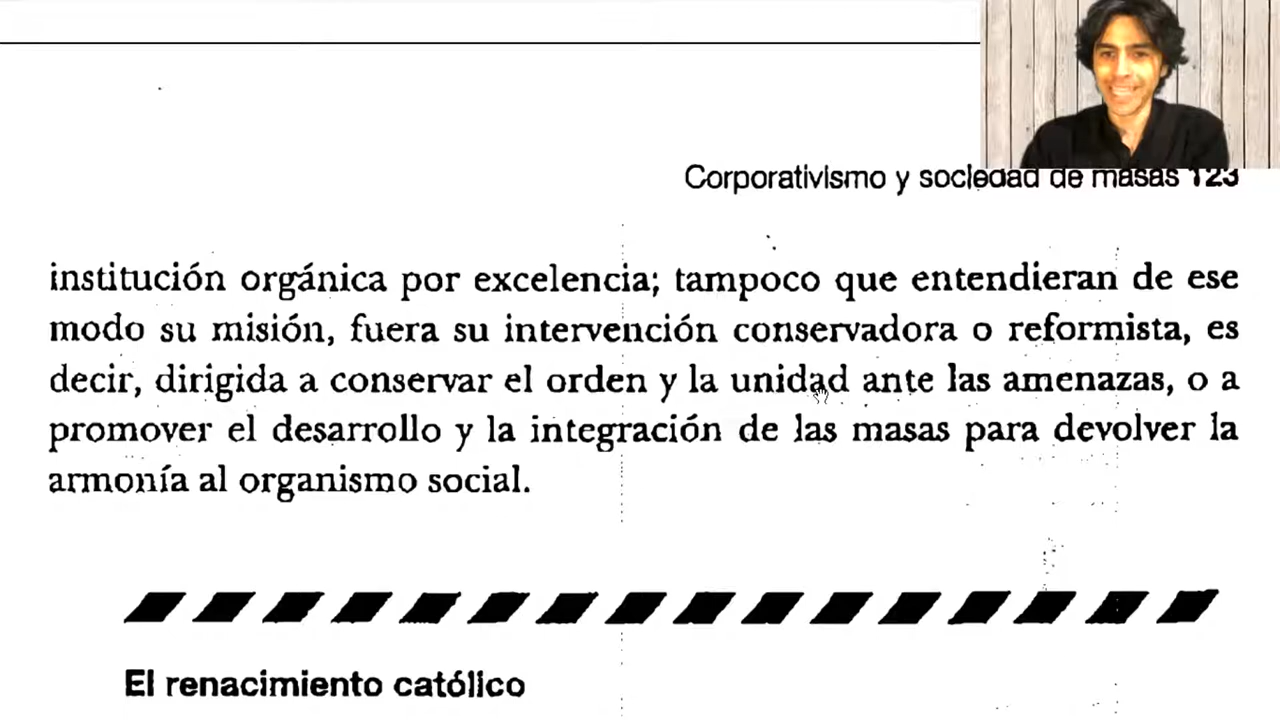 Corporativismo y sociedad de masas 123
institución orgánica por excelencia; tampoco que entendieran de ese
modo su misión, fuera su intervención conservadora o reformista, es
decir, dirigida a conservar el orden y la unidad ante las amenazas, o a
promover el desarrollo y la integración de las masas para devolver la
armonía al organismo social.
El renacimiento católico